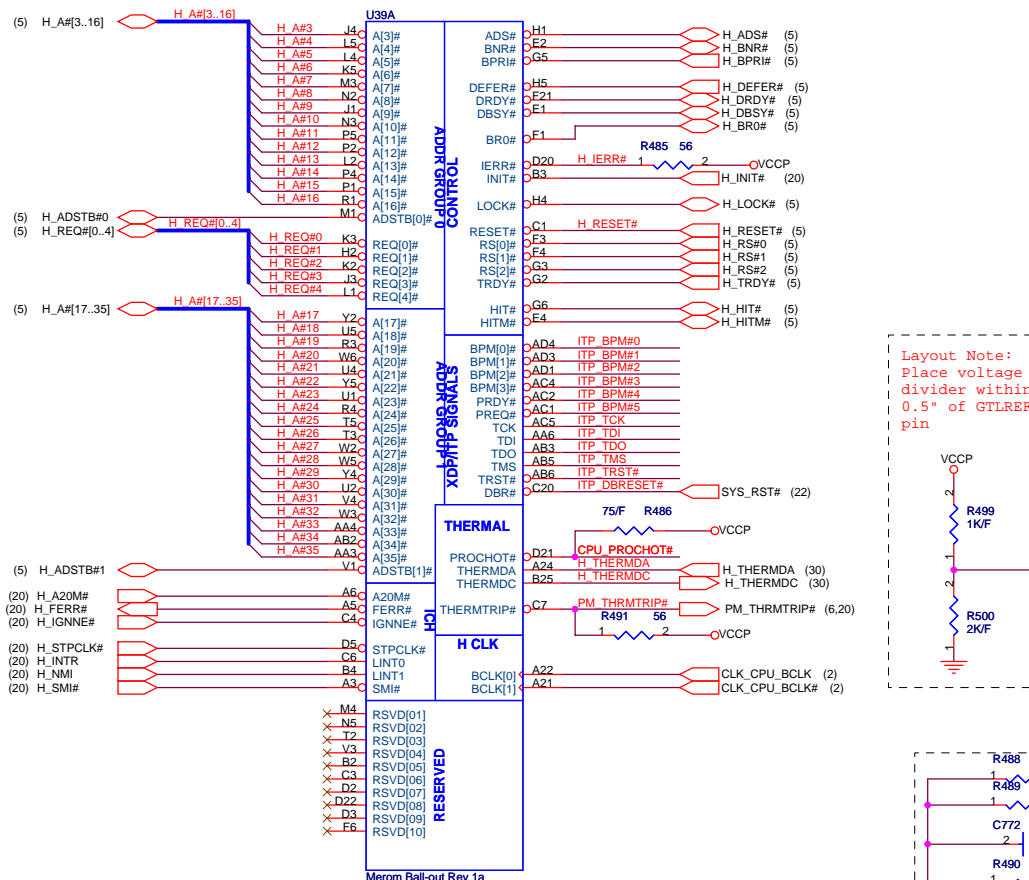 U39A
(5) H_A#[3..16] H_A#[3..16]
H_A#3 J4 A[3]#
H_A#4 L5 A[4]#
H_A#5 L4 A[5]#
H_A#6 K5 A[6]#
H_A#7 M3 A[7]#
H_A#8 N2 A[8]#
H_A#9 J1 A[9]#
H_A#10 N3 A[10]#
H_A#11 P5 A[11]#
H_A#12 P2 A[12]#
H_A#13 L2 A[13]#
H_A#14 P4 A[14]#
H_A#15 P1 A[15]#
H_A#16 R1 A[16]#
(5) H_ADSTB#0 M1 ADSTB[0]#
(5) H_REQ#[0..4] H_REQ#[0..4]
H_REQ#0 K3 REQ[0]#
H_REQ#1 H2 REQ[1]#
H_REQ#2 K2 REQ[2]#
H_REQ#3 J3 REQ[3]#
H_REQ#4 L1 REQ[4]#
ADDR GROUP 0
(5) H_A#[17..35] H_A#[17..35]
H_A#17 Y2 A[17]#
H_A#18 U5 A[18]#
H_A#19 R3 A[19]#
H_A#20 W6 A[20]#
H_A#21 U4 A[21]#
H_A#22 Y5 A[22]#
H_A#23 U1 A[23]#
H_A#24 R4 A[24]#
H_A#25 T5 A[25]#
H_A#26 T3 A[26]#
H_A#27 W2 A[27]#
H_A#28 W5 A[28]#
H_A#29 Y4 A[29]#
H_A#30 U2 A[30]#
H_A#31 V4 A[31]#
H_A#32 W3 A[32]#
H_A#33 AA4 A[33]#
H_A#34 AB2 A[34]#
H_A#35 AA3 A[35]#
(5) H_ADSTB#1 V1 ADSTB[1]#
ADDR GROUP 1
(20) H_A20M# A6 A20M#
(20) H_FERR# A5 FERR#
(20) H_IGNNE# C4 IGNNE#
(20) H_STPCLK# D5 STPCLK#
(20) H_INTR C6 LINT0
(20) H_NMI B4 LINT1
(20) H_SMI# A3 SMI#
ICH
M4 RSVD[01]
N5 RSVD[02]
T2 RSVD[03]
V3 RSVD[04]
B2 RSVD[05]
C3 RSVD[06]
D2 RSVD[07]
D22 RSVD[08]
D3 RSVD[09]
F6 RSVD[10]
RESERVED
Merom Ball-out Rev 1a
CONTROL
ADS# H1 H_ADS# (5)
BNR# E2 H_BNR# (5)
BPRI# G5 H_BPRI# (5)
DEFER# H5 H_DEFER# (5)
DRDY# F21 H_DRDY# (5)
DBSY# E1 H_DBSY# (5)
BR0# F1 H_BR0# (5)
R485 56
IERR# D20 H_IERR# 1 2 VCCP
INIT# B3 H_INIT# (20)
LOCK# H4 H_LOCK# (5)
RESET# C1 H_RESET# H_RESET# (5)
RS[0]# F3 H_RS#0 (5)
RS[1]# F4 H_RS#1 (5)
RS[2]# G3 H_RS#2 (5)
TRDY# G2 H_TRDY# (5)
HIT# G6 H_HIT# (5)
HITM# E4 H_HITM# (5)
XDP/ITP SIGNALS
BPM[0]# AD4 ITP_BPM#0
BPM[1]# AD3 ITP_BPM#1
BPM[2]# AD1 ITP_BPM#2
BPM[3]# AC4 ITP_BPM#3
PRDY# AC2 ITP_BPM#4
PREQ# AC1 ITP_BPM#5
TCK AC5 ITP_TCK
TDI AA6 ITP_TDI
TDO AB3 ITP_TDO
TMS AB5 ITP_TMS
TRST# AB6 ITP_TRST#
DBR# C20 ITP_DBRESET# SYS_RST# (22)
THERMAL
75/F R486 VCCP
PROCHOT# D21 CPU_PROCHOT#
THERMDA A24 H_THERMDA H_THERMDA (30)
THERMDC B25 H_THERMDC H_THERMDC (30)
THERMTRIP# C7 PM_THRMTRIP# PM_THRMTRIP# (6,20)
R491 56
1 2 VCCP
H CLK
BCLK[0] A22 CLK_CPU_BCLK (2)
BCLK[1] A21 CLK_CPU_BCLK# (2)
Layout Note:
Place voltage
divider within
0.5" of GTLREF
pin
VCCP
2
R499
1K/F
1
2
R500
2K/F
1
R488
1
R489
1
C772
2
R490